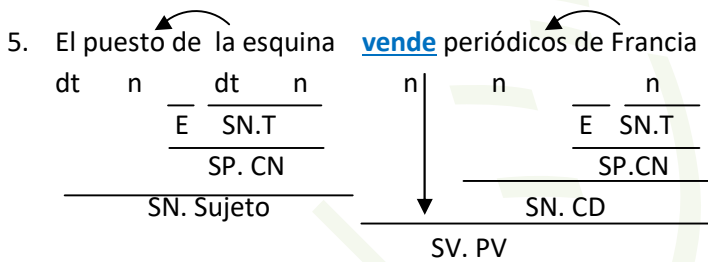 5. El puesto de la esquina vende periódicos de Francia
dt n dt n n n n
E SN.T E SN.T
SP. CN SP.CN
SN. Sujeto SN. CD
SV. PV